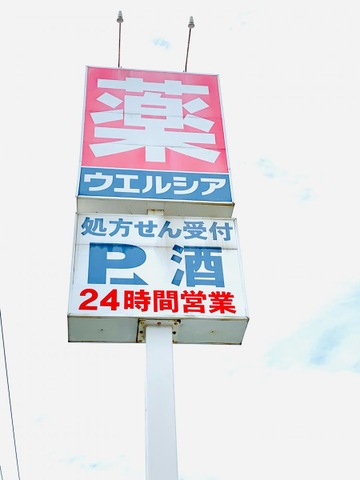 薬
ウエルシア
処方せん受付
P 酒
24時間営業